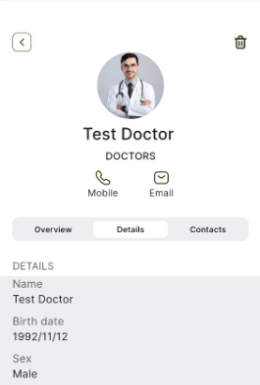 Test Doctor
DOCTORS
Mobile Email
Overview Details Contacts
DETAILS
Name
Test Doctor
Birth date
1992/11/12
Sex
Male